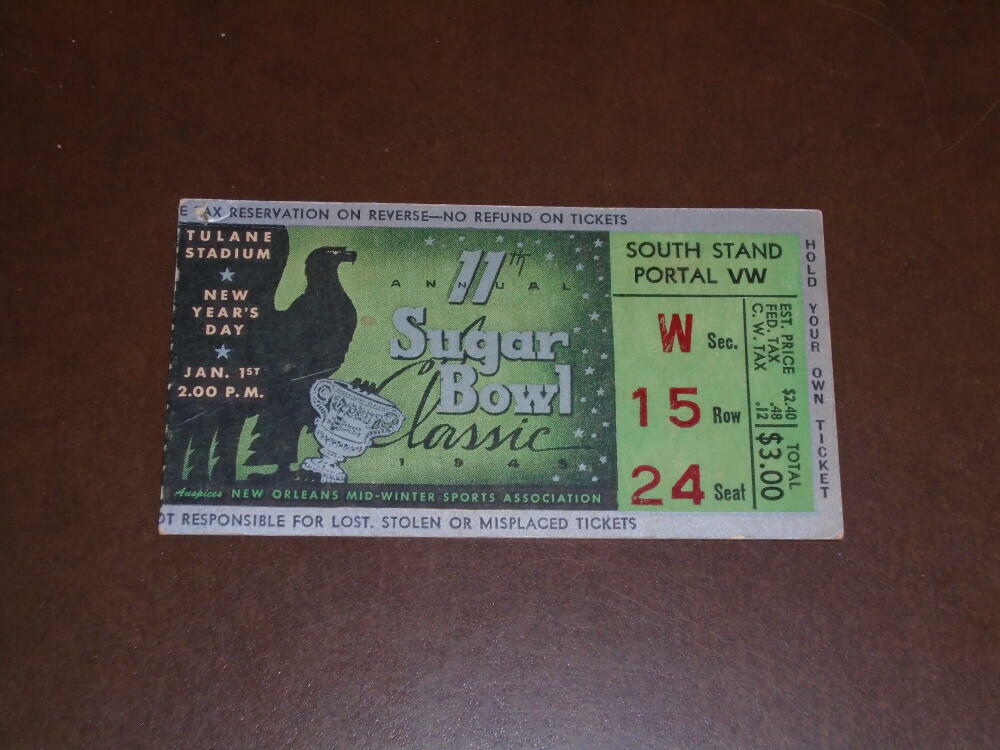 E TAX RESERVATION ON REVERSE—NO REFUND ON TICKETS
TULANE
STADIUM
NEW
YEAR'S
DAY
JAN. 1ST
2.00 P.M.
11th
ANNUAL
Sugar
Bowl
Classic
1945
Auspices NEW ORLEANS MID-WINTER SPORTS ASSOCIATION
OT RESPONSIBLE FOR LOST. STOLEN OR MISPLACED TICKETS
SOUTH STAND
PORTAL VW
W Sec.
15 Row
24 Seat
EST. PRICE $2.40
FED. TAX .48
C. W. TAX .12
TOTAL
$3.00
HOLD YOUR OWN TICKET